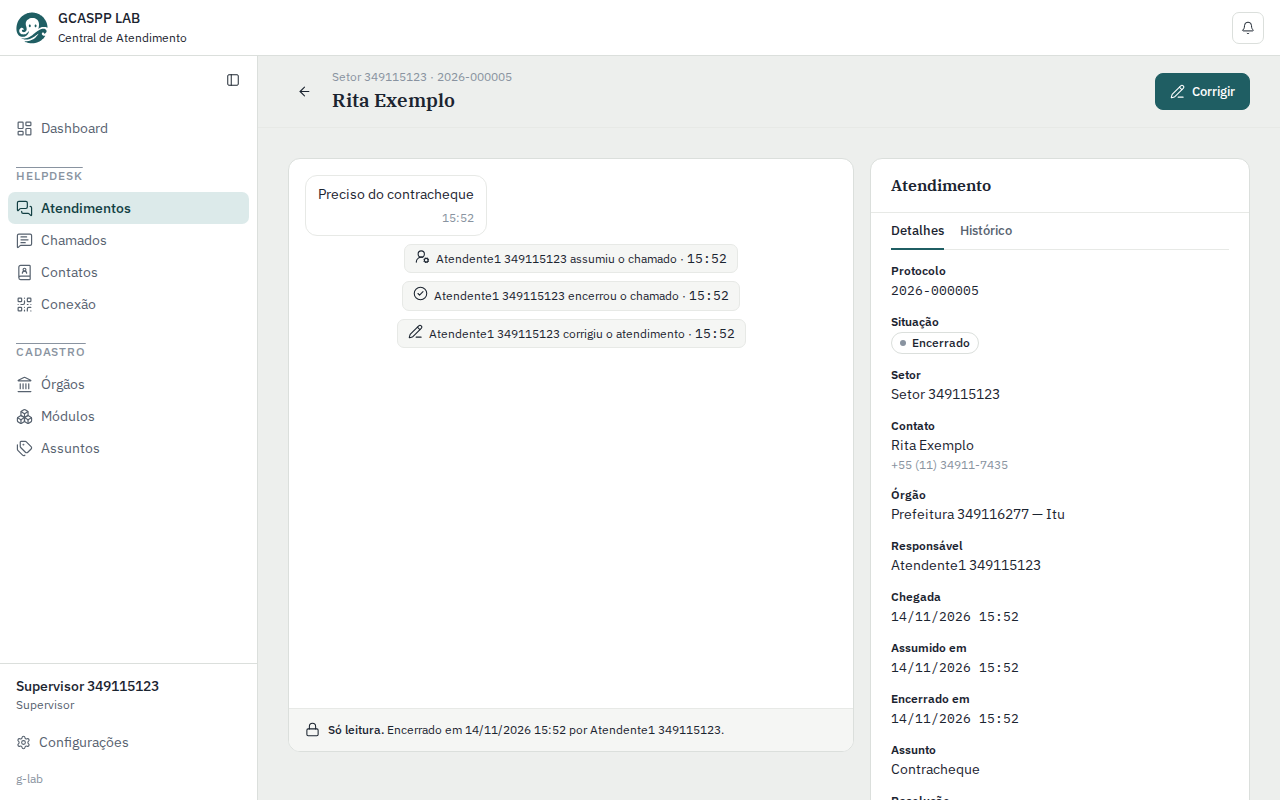 GCASPP LAB
Central de Atendimento
Dashboard
HELPDESK
Atendimentos
Chamados
Contatos
Conexão
CADASTRO
Órgãos
Módulos
Assuntos
Supervisor 349115123
Supervisor
Configurações
g-lab
Setor 349115123 · 2026-000005
Rita Exemplo
Corrigir
Preciso do contracheque
15:52
Atendente1 349115123 assumiu o chamado · 15:52
Atendente1 349115123 encerrou o chamado · 15:52
Atendente1 349115123 corrigiu o atendimento · 15:52
Só leitura. Encerrado em 14/11/2026 15:52 por Atendente1 349115123.
Atendimento
Detalhes Histórico
Protocolo
2026-000005
Situação
Encerrado
Setor
Setor 349115123
Contato
Rita Exemplo
+55 (11) 34911-7435
Órgão
Prefeitura 349116277 — Itu
Responsável
Atendente1 349115123
Chegada
14/11/2026 15:52
Assumido em
14/11/2026 15:52
Encerrado em
14/11/2026 15:52
Assunto
Contracheque